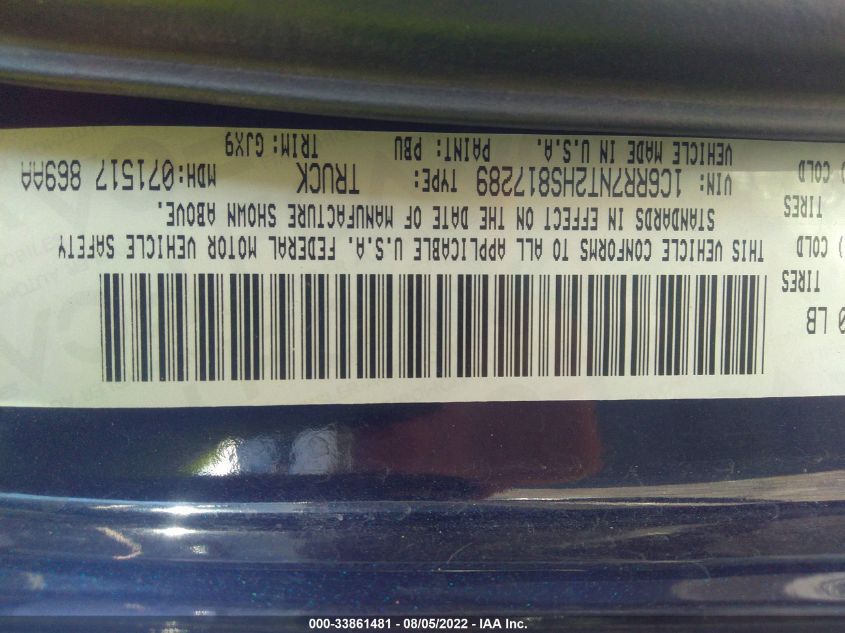 0 LB
TIRES
) COLD
TIRES
) COLD
THIS VEHICLE CONFORMS TO ALL APPLICABLE U.S.A. FEDERAL MOTOR VEHICLE SAFETY
STANDARDS IN EFFECT ON THE DATE OF MANUFACTURE SHOWN ABOVE.
VIN: 1C6RR7NT2HS817289 TYPE: TRUCK MDH:071517 869AA
VEHICLE MADE IN U.S.A. PAINT: PBU TRIM: GJX9
000-33861481 - 08/05/2022 - IAA Inc.